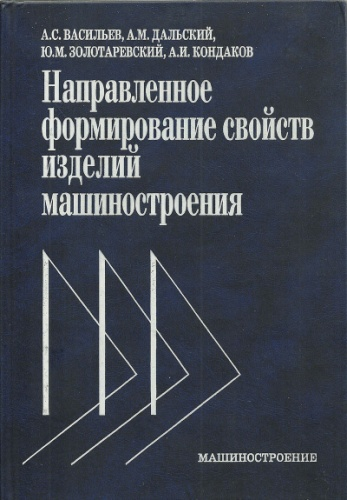 А.С. ВАСИЛЬЕВ, А.М. ДАЛЬСКИЙ,
Ю.М. ЗОЛОТАРЕВСКИЙ, А.И. КОНДАКОВ
Направленное
формирование свойств
изделий
машиностроения
МАШИНОСТРОЕНИЕ